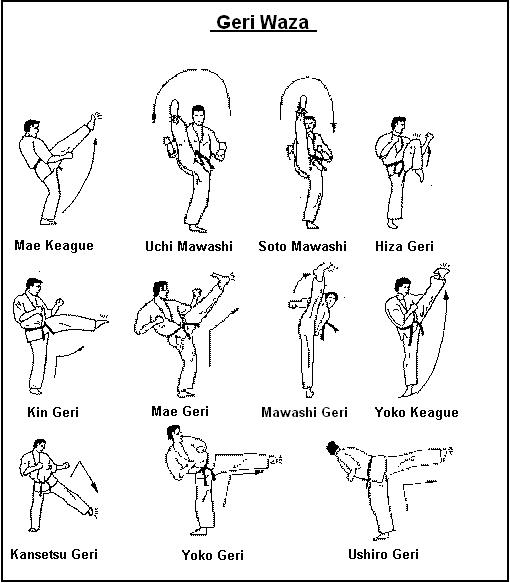 Geri Waza
Mae Keague
Uchi Mawashi
Soto Mawashi
Hiza Geri
Kin Geri
Mae Geri
Mawashi Geri
Yoko Keague
Kansetsu Geri
Yoko Geri
Ushiro Geri